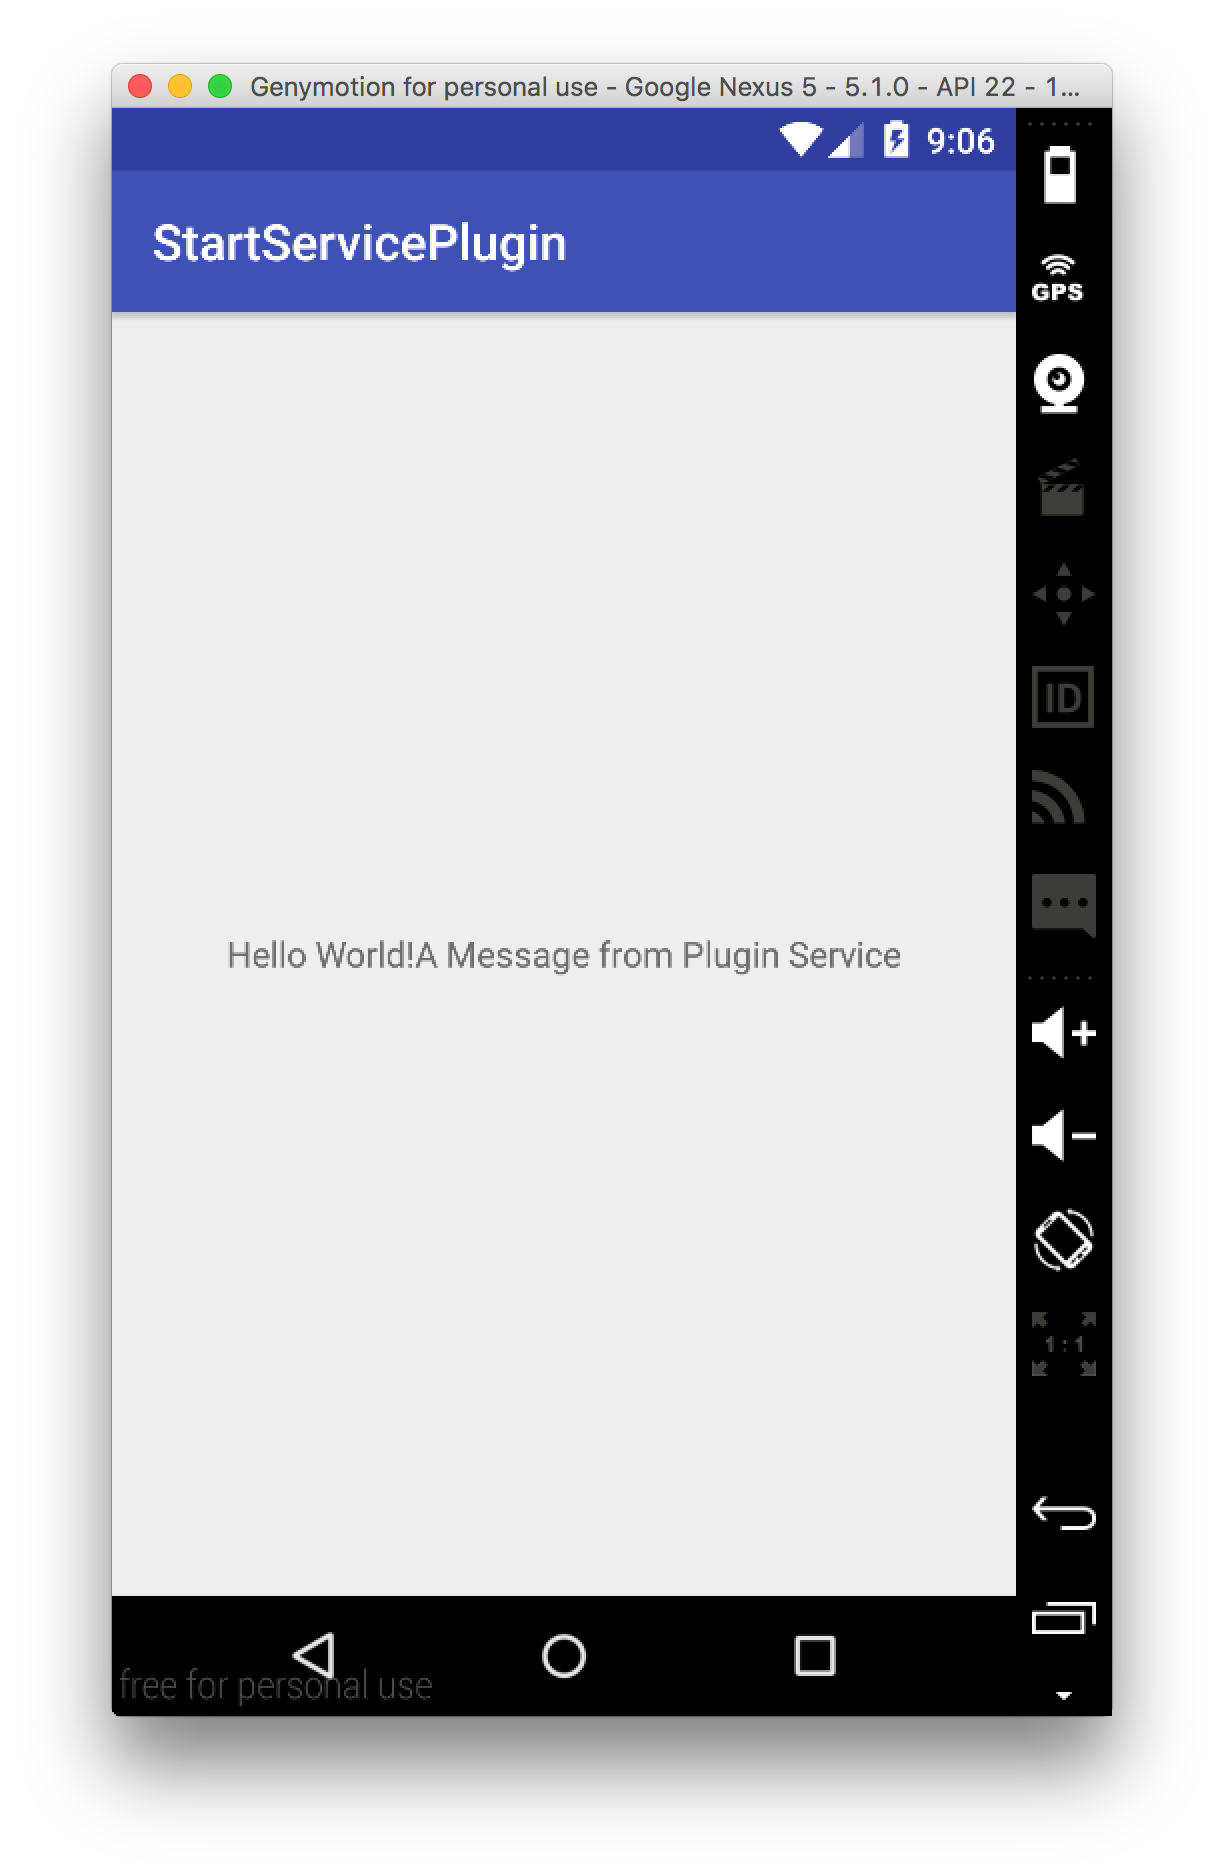 Genymotion for personal use - Google Nexus 5 - 5.1.0 - API 22 - 1...
9:06
StartServicePlugin
GPS
ID
Hello World!A Message from Plugin Service
1:1
free for personal use